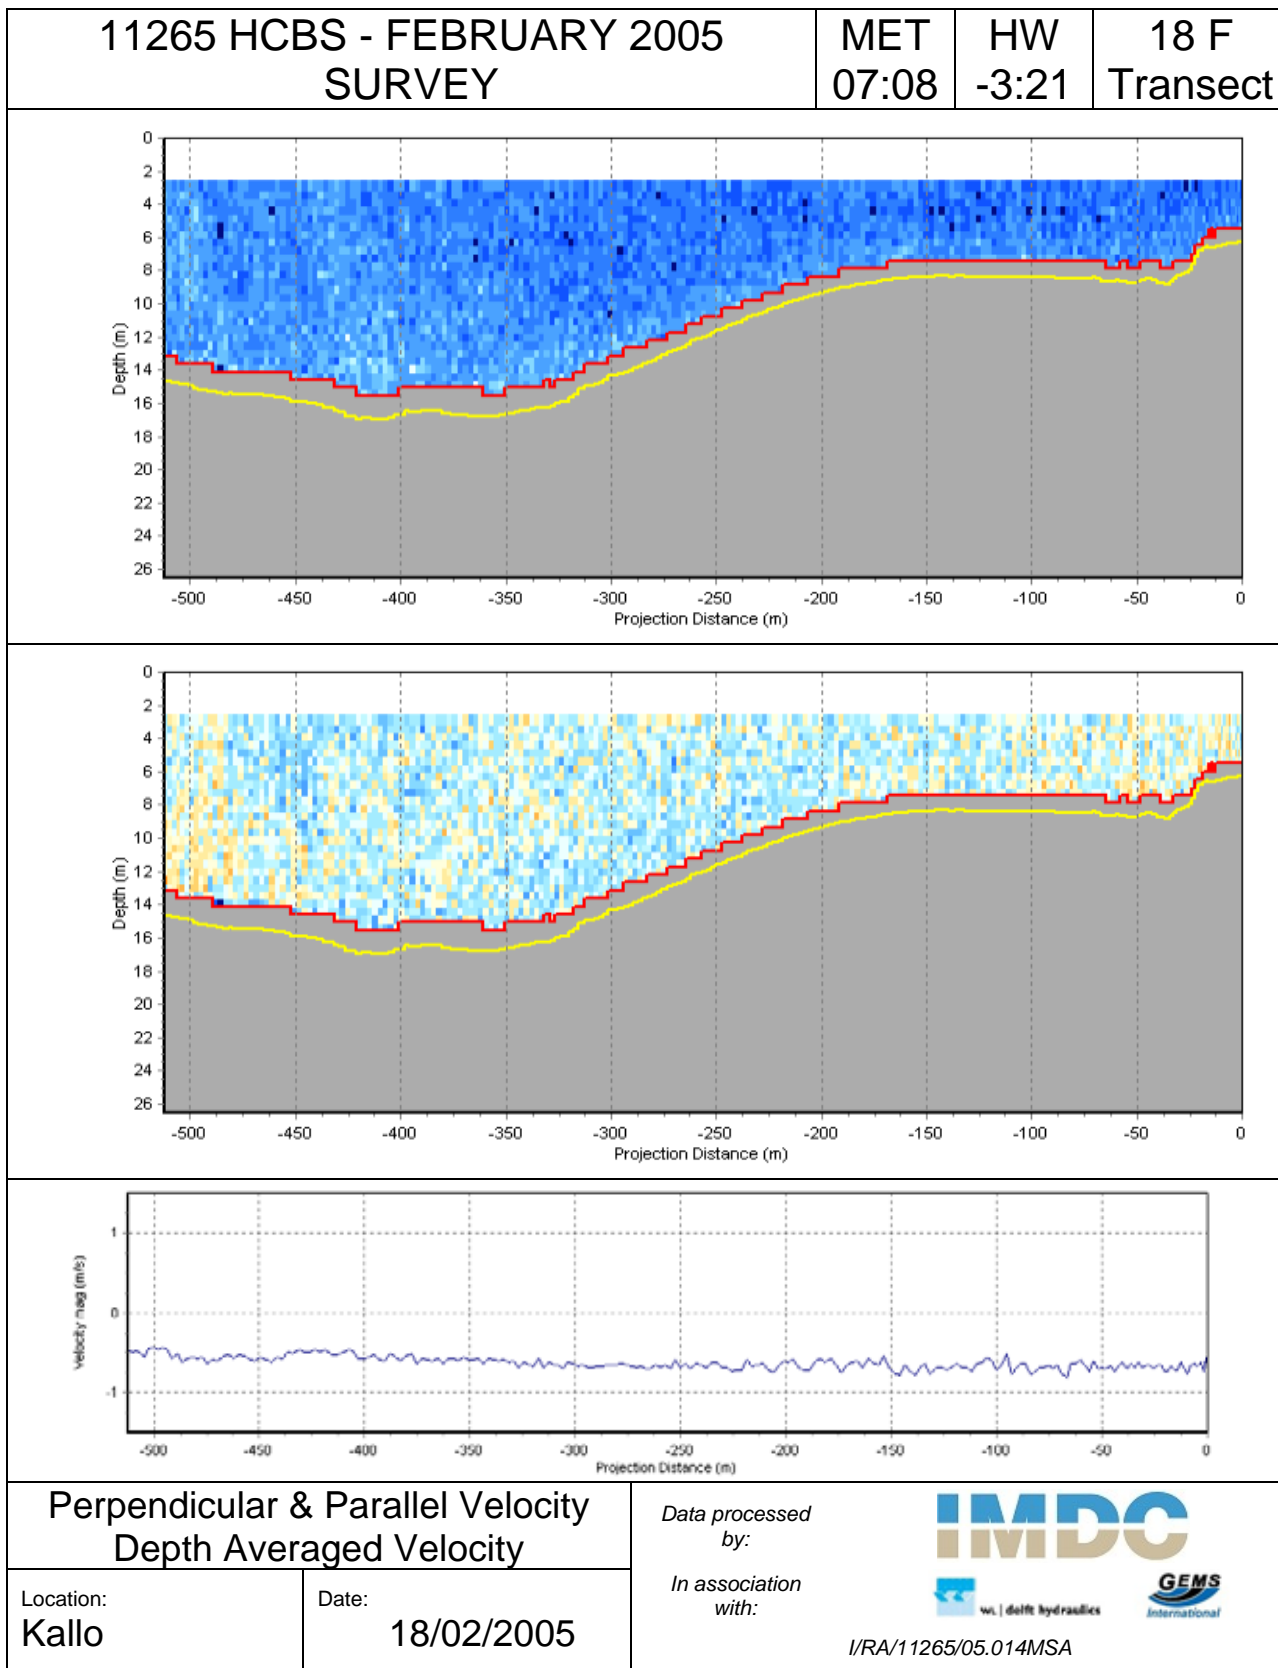 11265 HCBS - FEBRUARY 2005
SURVEY
MET
07:08
HW
-3:21
18 F
Transect
0
2
4
6
8
10
12
14
16
18
20
22
24
26
Depth (m)
-500 -450 -400 -350 -300 -250 -200 -150 -100 -50 0
Projection Distance (m)
0
2
4
6
8
10
12
14
16
18
20
22
24
26
Depth (m)
-500 -450 -400 -350 -300 -250 -200 -150 -100 -50 0
Projection Distance (m)
1
0
-1
Velocity mag (m/s)
-500 -450 -400 -350 -300 -250 -200 -150 -100 -50 0
Projection Distance (m)
Perpendicular & Parallel Velocity
Depth Averaged Velocity
Location:
Kallo
Date:
18/02/2005
Data processed
by:
IMDC
In association
with:
wL | delft hydraulics
GEMS
International
I/RA/11265/05.014MSA